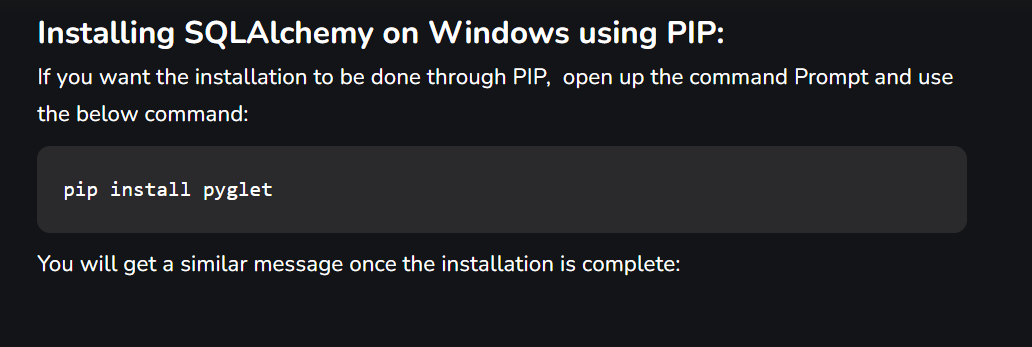 Installing SQLAlchemy on Windows using PIP:
If you want the installation to be done through PIP,  open up the command Prompt and use
the below command:
pip install pyglet
You will get a similar message once the installation is complete: